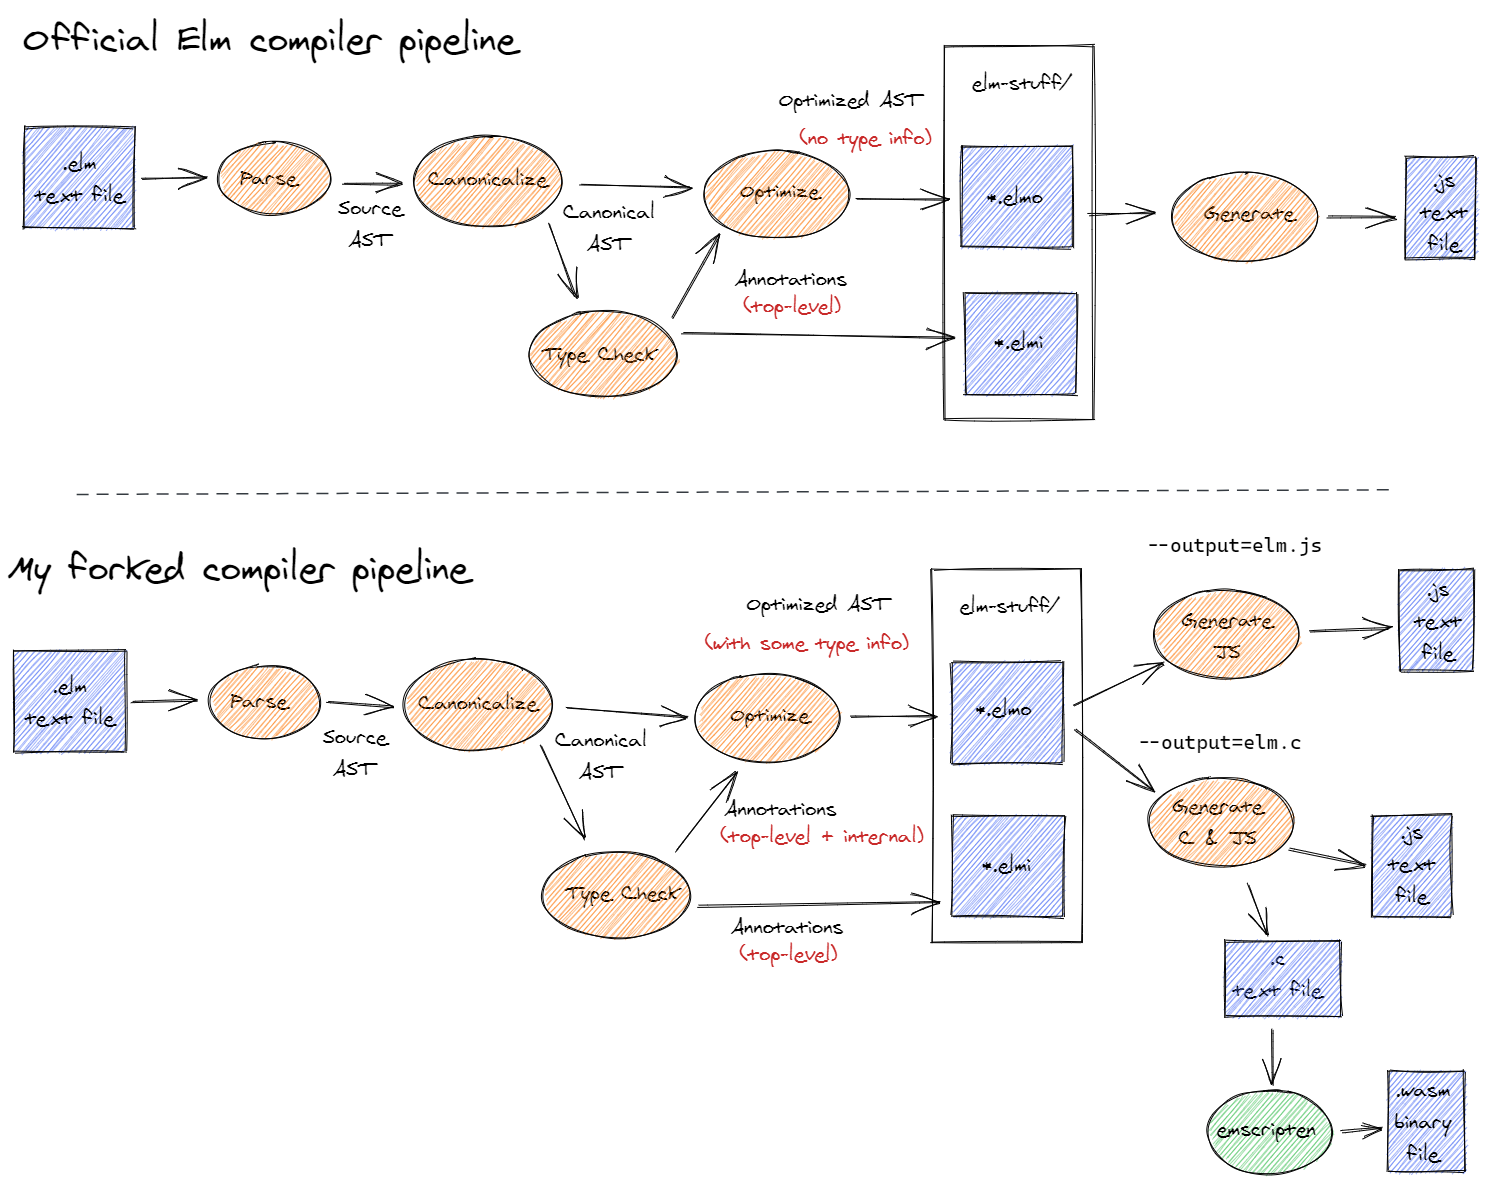 Official Elm compiler pipeline
elm-stuff/
Optimized AST
(no type info)
.elm
text file
Parse
Source
AST
Canonicalize
Canonical
AST
Optimize
*.elmo
Generate
.js
text
file
Annotations
(top-level)
Type Check
*.elmi
My forked compiler pipeline
--output=elm.js
elm-stuff/
Optimized AST
(with some type info)
Generate
JS
.js
text
file
.elm
text file
Parse
Source
AST
Canonicalize
Canonical
AST
Optimize
*.elmo
--output=elm.c
Generate
C & JS
.js
text
file
Annotations
(top-level + internal)
Type Check
*.elmi
Annotations
(top-level)
.c
text file
emscripten
.wasm
binary
file